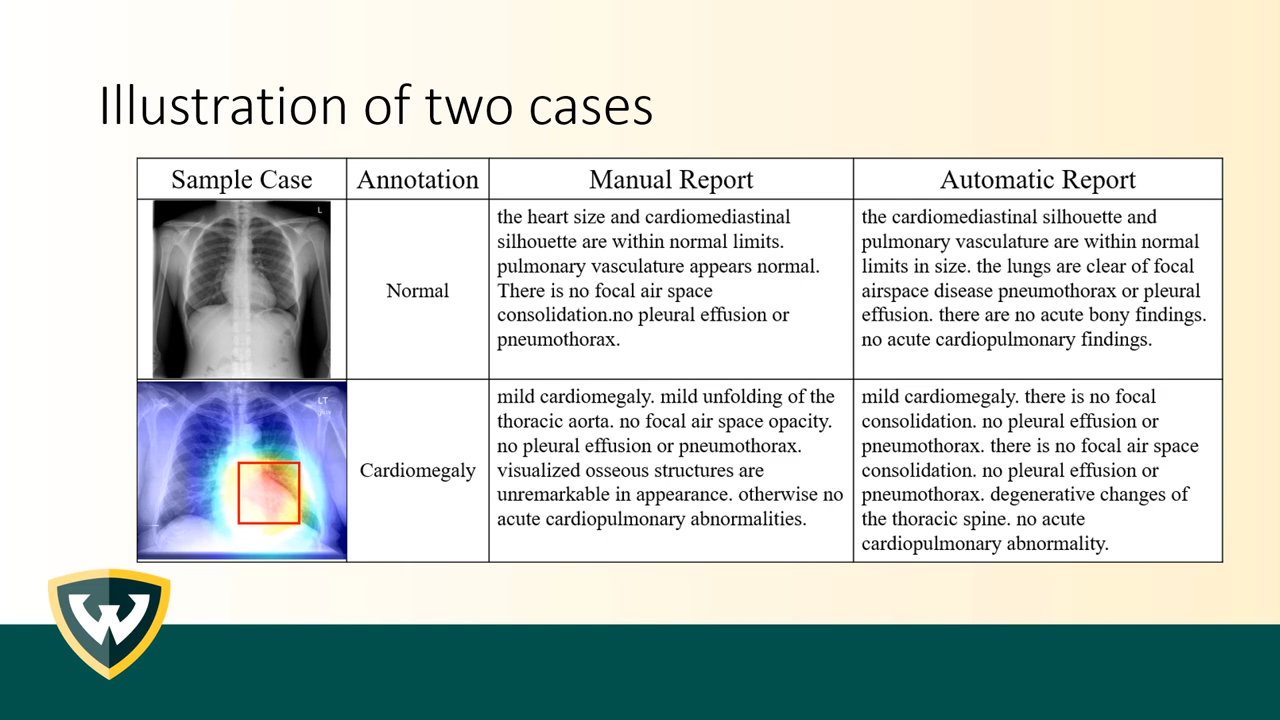 Illustration of two cases
Sample Case
Annotation
Manual Report
Automatic Report
L
Normal
the heart size and cardiomediastinal
silhouette are within normal limits.
pulmonary vasculature appears normal.
There is no focal air space
consolidation.no pleural effusion or
pneumothorax.
the cardiomediastinal silhouette and
pulmonary vasculature are within normal
limits in size. the lungs are clear of focal
airspace disease pneumothorax or pleural
effusion. there are no acute bony findings.
no acute cardiopulmonary findings.
LT
Cardiomegaly
mild cardiomegaly. mild unfolding of the
thoracic aorta. no focal air space opacity.
no pleural effusion or pneumothorax.
visualized osseous structures are
unremarkable in appearance. otherwise no
acute cardiopulmonary abnormalities.
mild cardiomegaly. there is no focal
consolidation. no pleural effusion or
pneumothorax. there is no focal air space
consolidation. no pleural effusion or
pneumothorax. degenerative changes of
the thoracic spine. no acute
cardiopulmonary abnormality.
W